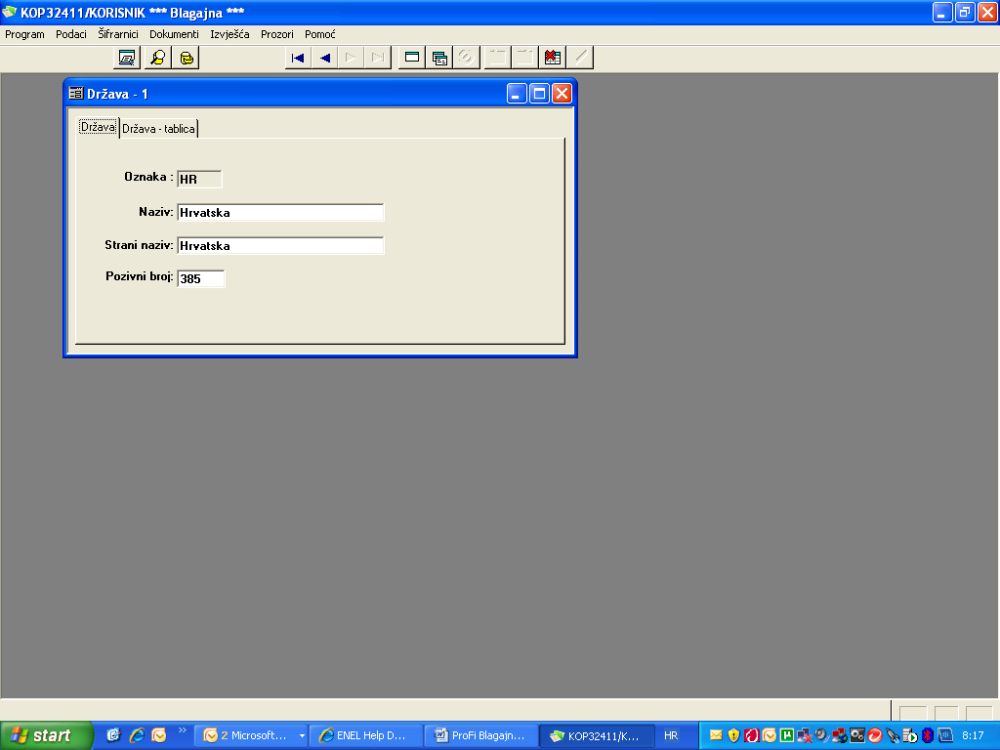 KOP32411/KORISNIK *** Blagajna ***
Program Podaci Šifrarnici Dokumenti Izvješća Prozori Pomoć
Država - 1
Država Država - tablica
Oznaka : HR
Naziv: Hrvatska
Strani naziv: Hrvatska
Pozivni broj: 385
start 2 Microsoft... ENEL Help D... ProFi Blagajn... KOP32411/K... HR 8:17